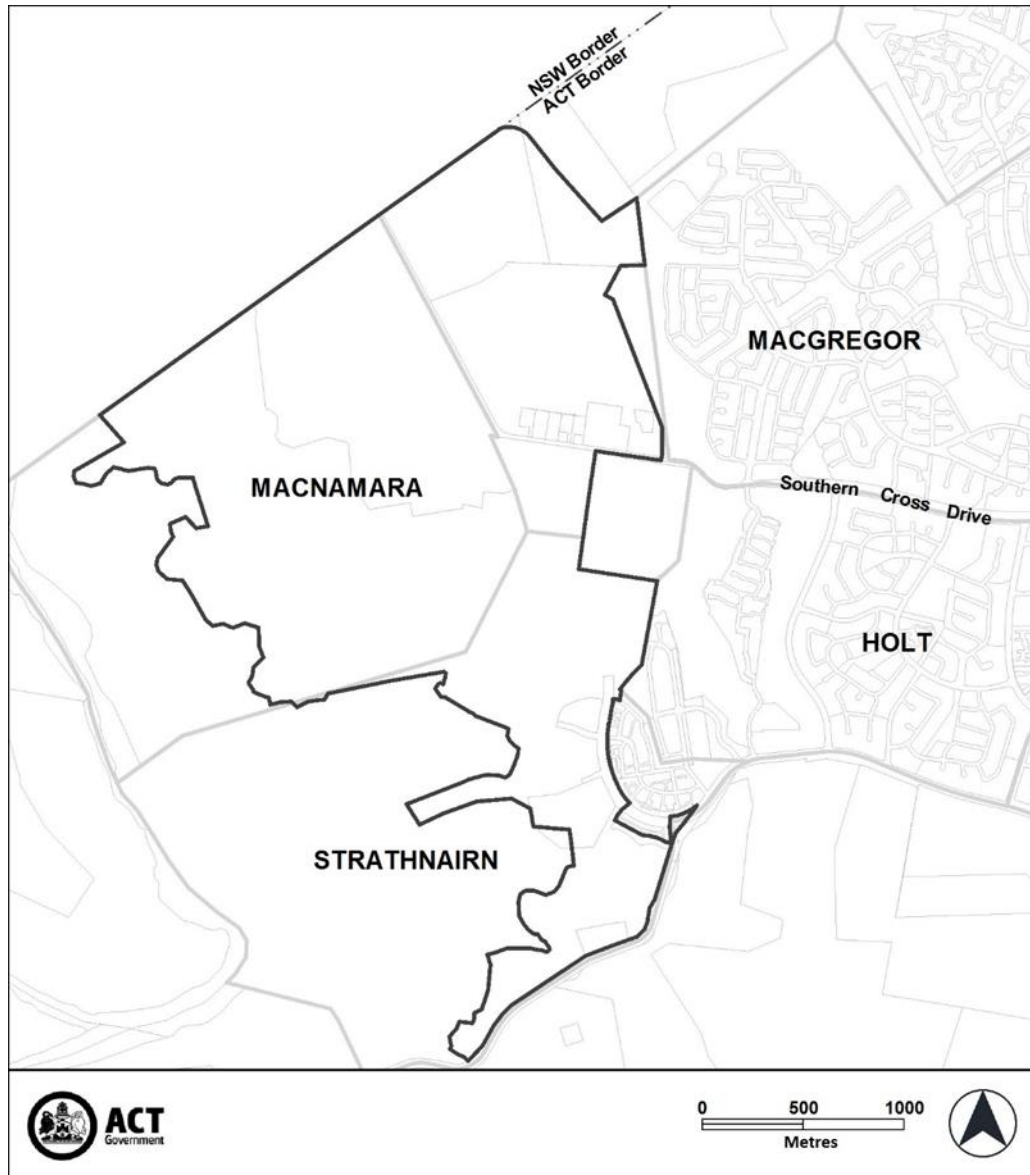 NSW Border
ACT Border
MACGREGOR
MACNAMARA
Southern Cross Drive
HOLT
STRATHNAIRN
ACT
Government
0 500 1000
Metres